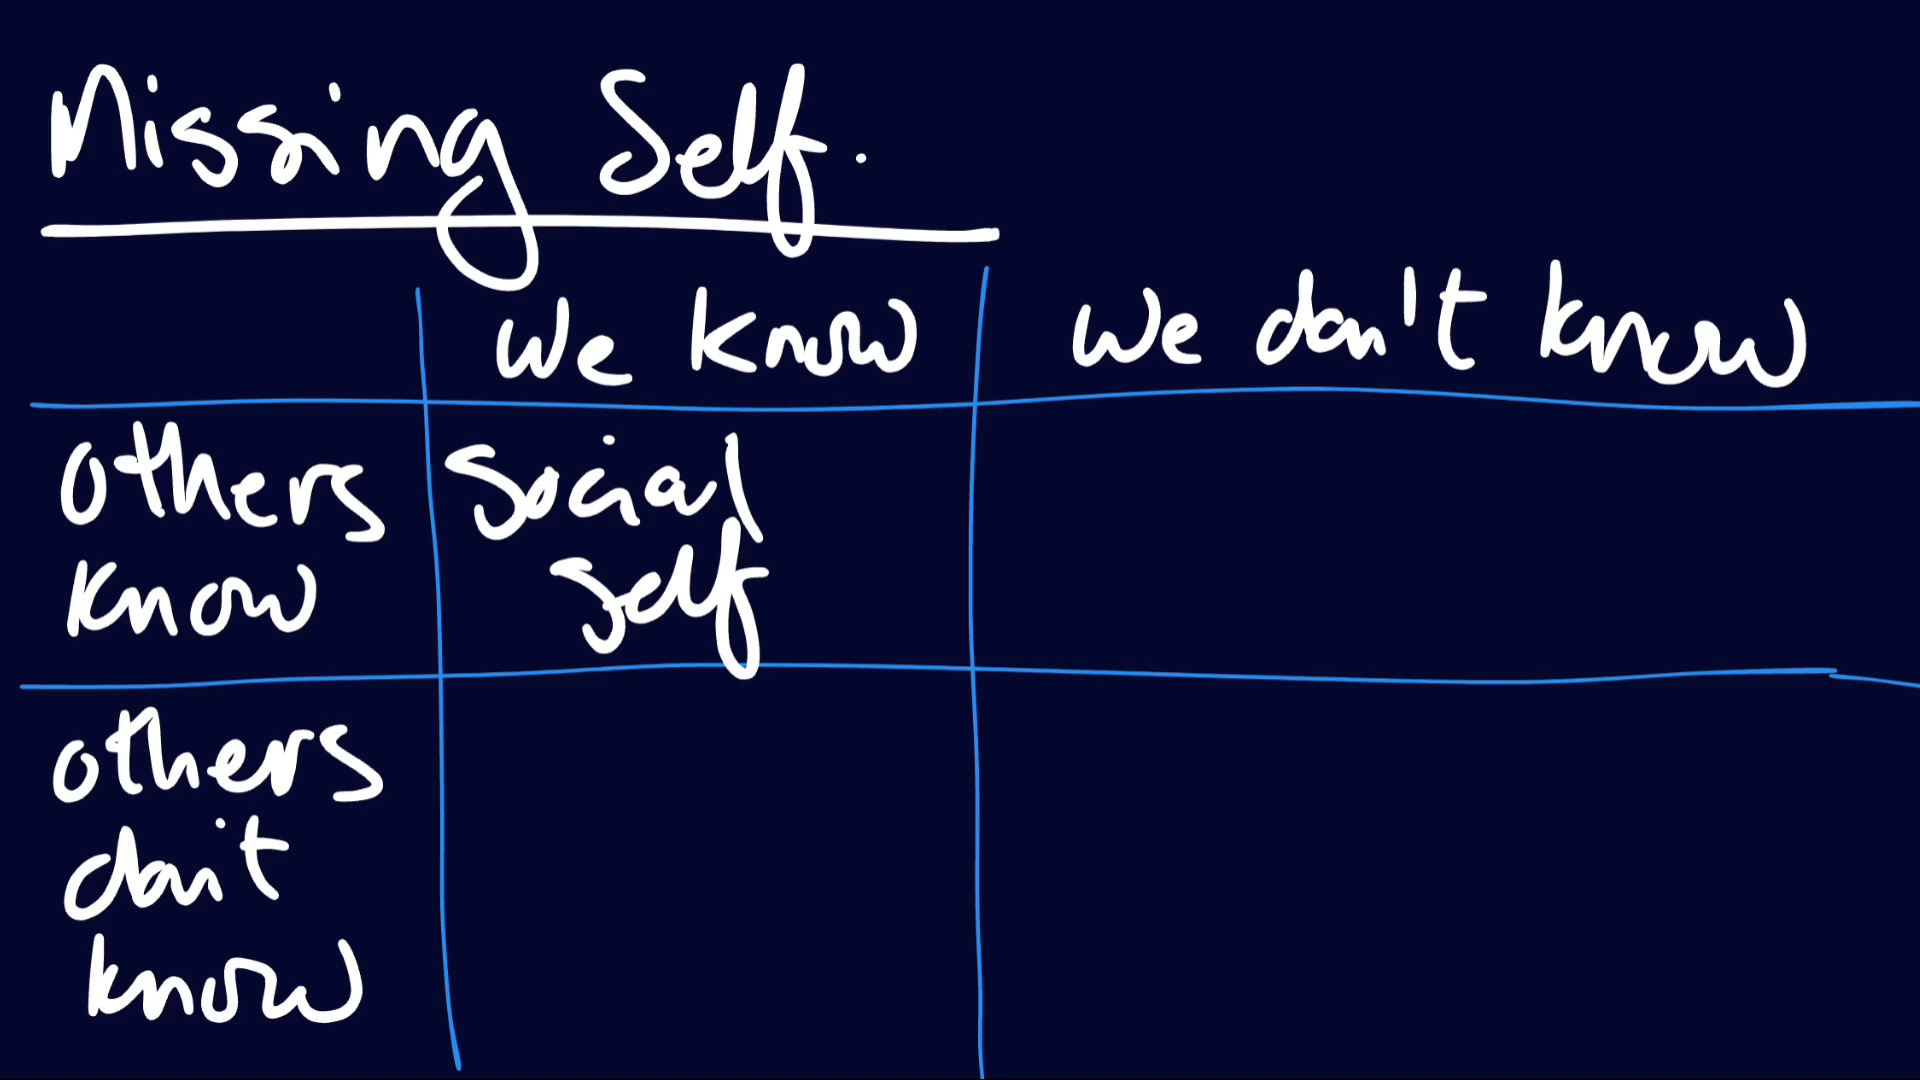 Missing Self.
we know we don't know
others social
know self
others
don't
know